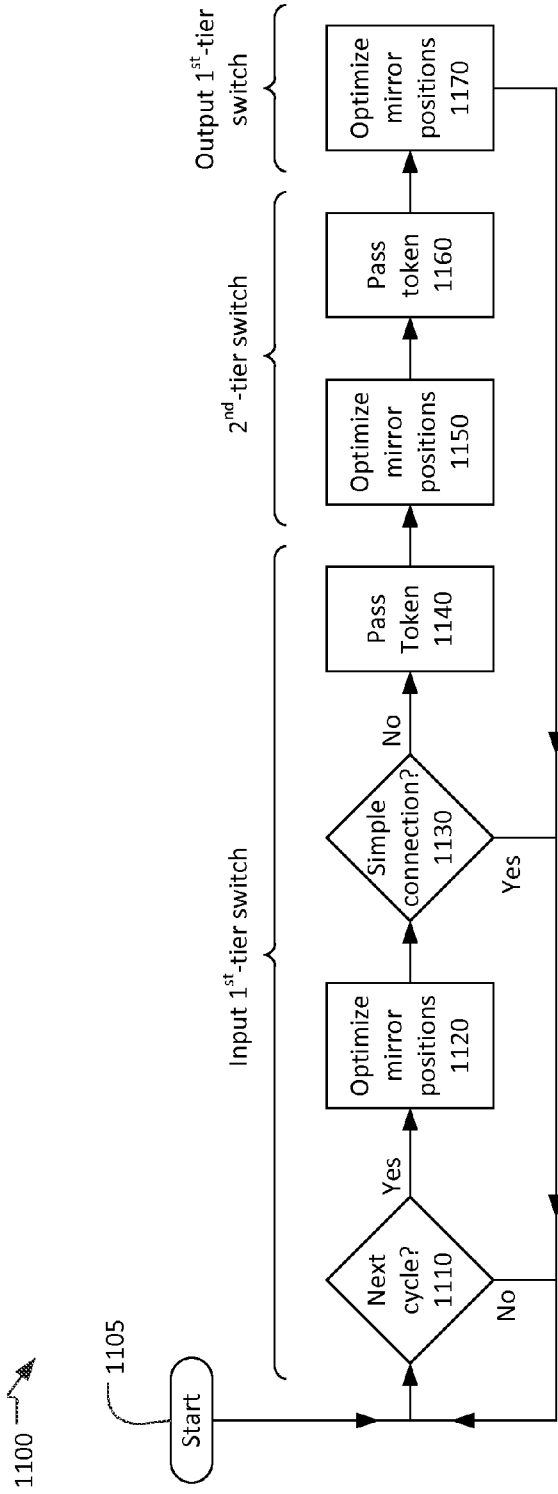 1100
1105
Start
Input 1st-tier switch
2nd-tier switch
Output 1st-tier
switch
Next
cycle?
1110
Yes
No
Optimize
mirror
positions
1120
Simple
connection?
1130
No
Yes
Pass
Token
1140
Optimize
mirror
positions
1150
Pass
token
1160
Optimize
mirror
positions
1170